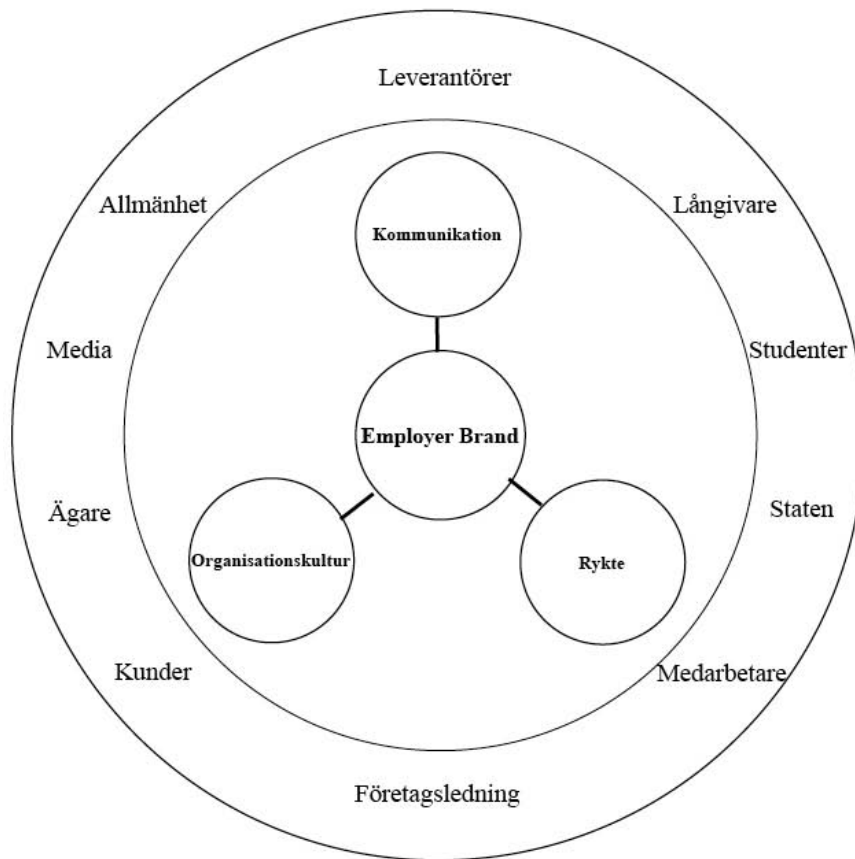 Leverantörer
Allmänhet
Långivare
Kommunikation
Media
Studenter
Employer Brand
Ägare
Staten
Organisationskultur
Rykte
Kunder
Medarbetare
Företagsledning